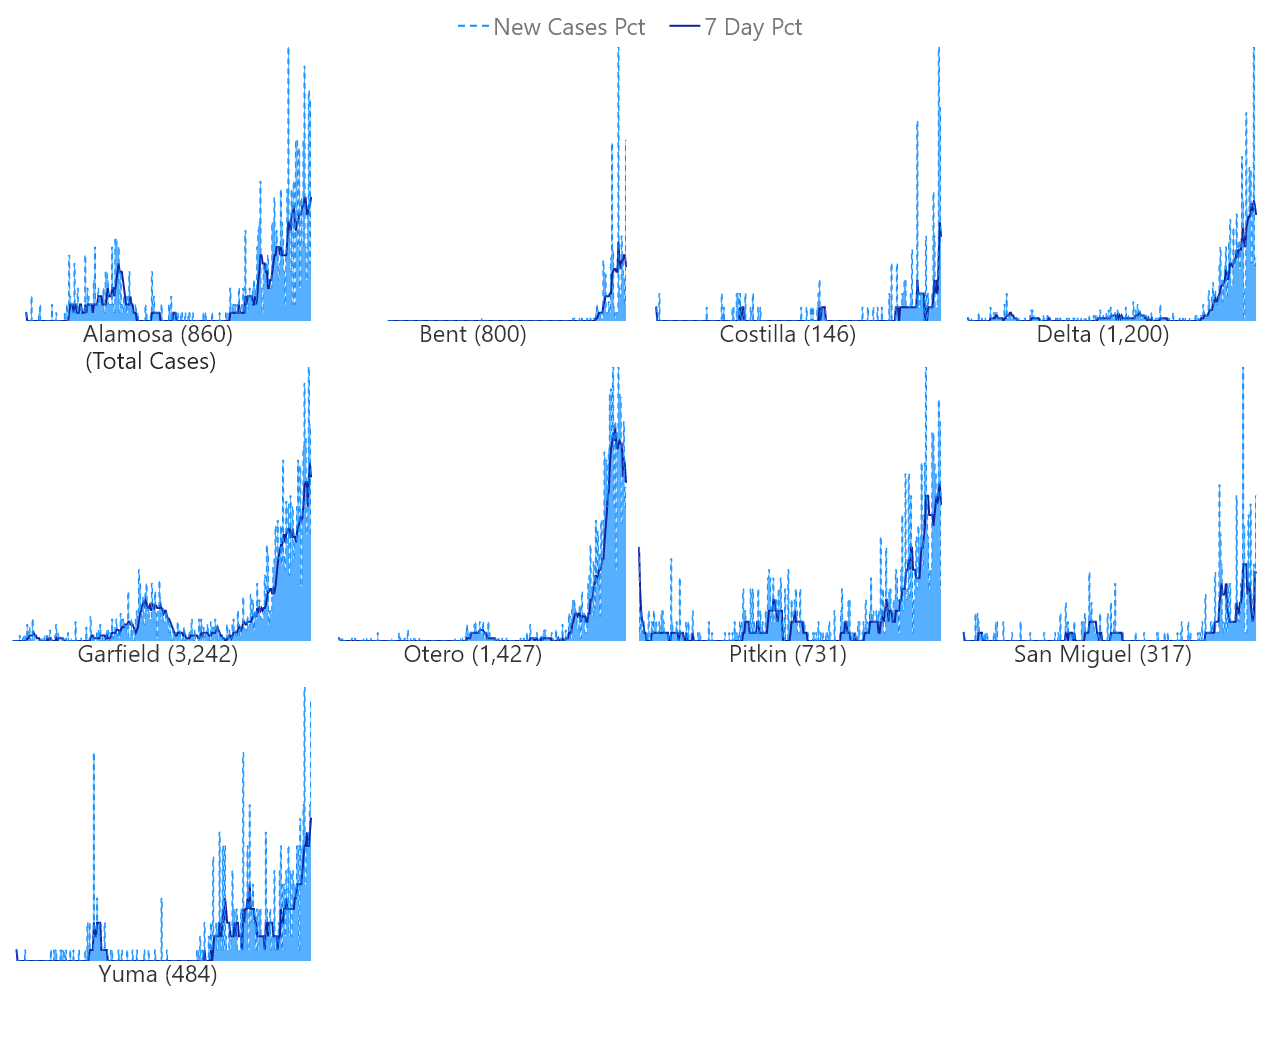 New Cases Pct 7 Day Pct
Alamosa (860) Bent (800) Costilla (146) Delta (1,200)
(Total Cases)
Garfield (3,242) Otero (1,427) Pitkin (731) San Miguel (317)
Yuma (484)